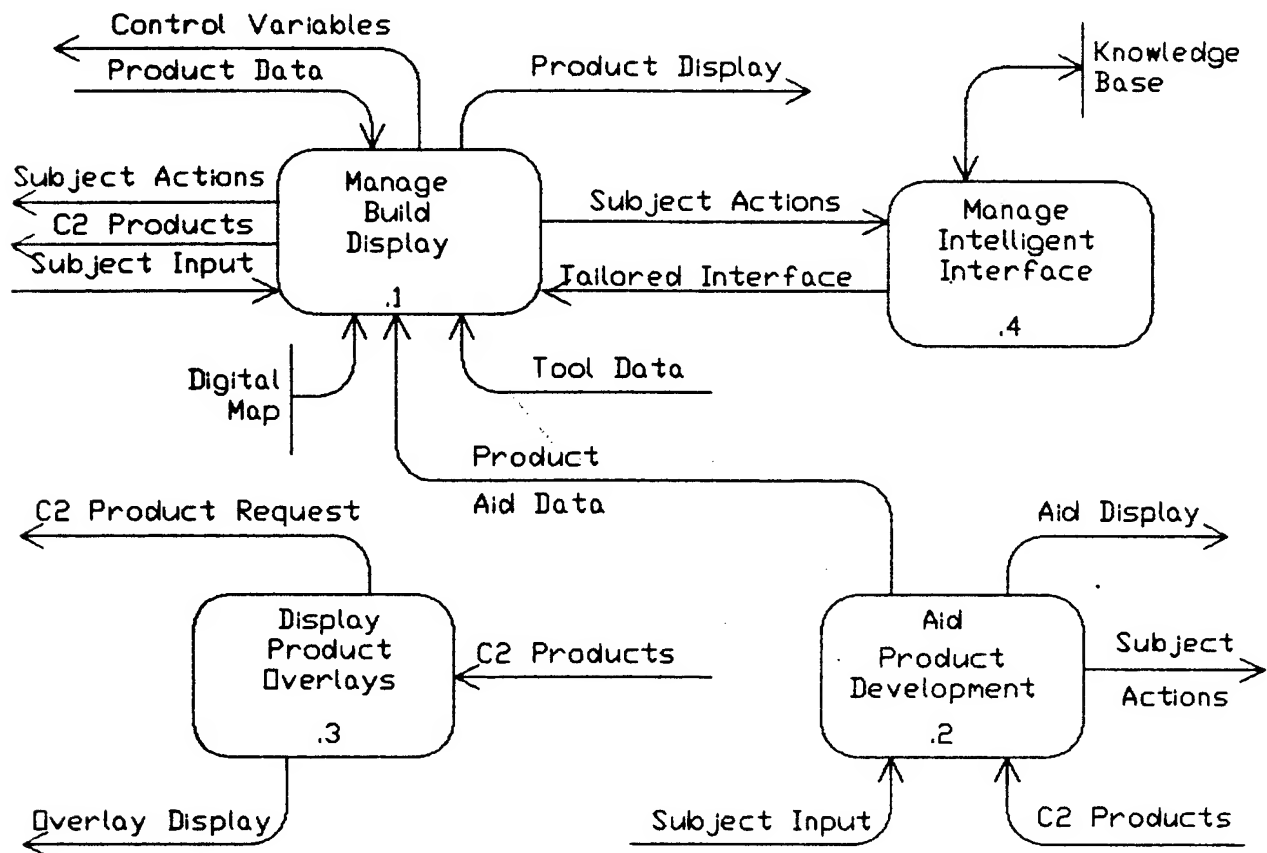 Control Variables
Product Data
Product Display
Knowledge
Base
Subject Actions
C2 Products
Subject Input
Manage
Build
Display
.1
Subject Actions
Tailored Interface
Manage
Intelligent
Interface
.4
Digital
Map
Tool Data
Product
Aid Data
C2 Product Request
Aid Display
Display
Product
Overlays
.3
C2 Products
Aid
Product
Development
.2
Subject
Actions
Overlay Display
Subject Input
C2 Products